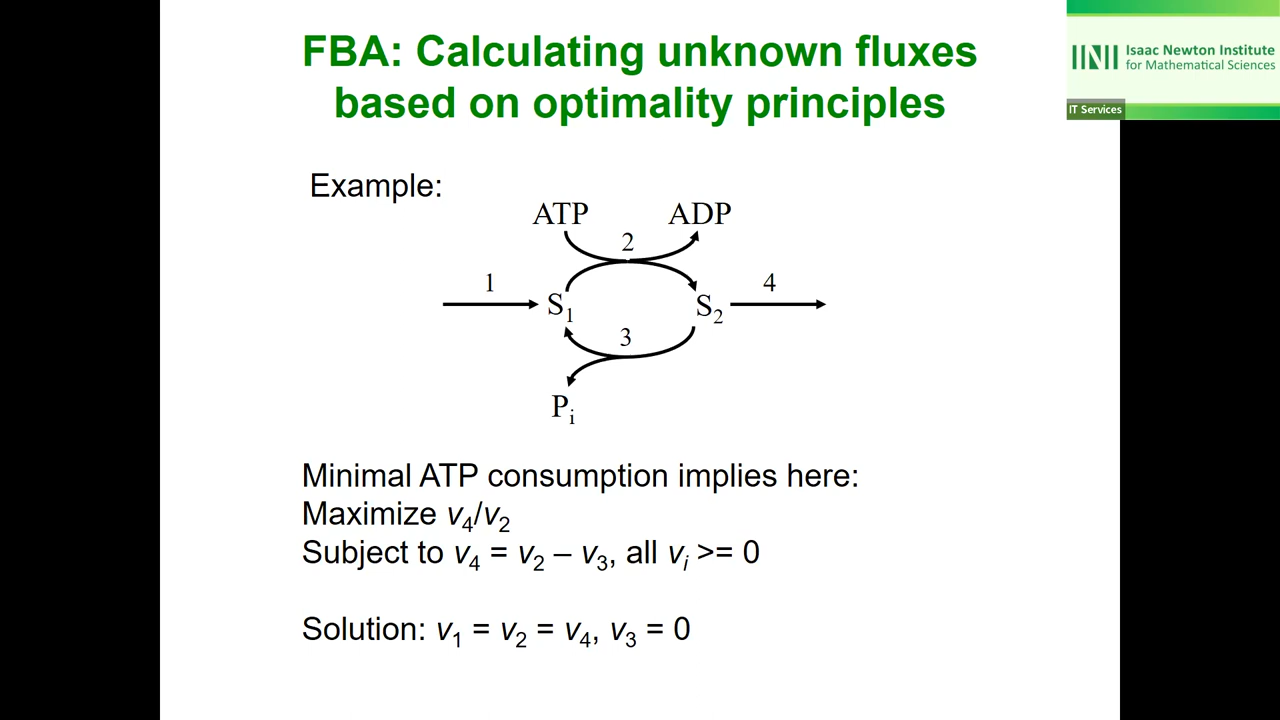 FBA: Calculating unknown fluxes
based on optimality principles
Isaac Newton Institute
for Mathematical Sciences
IT Services
Example:
ATP
ADP
2
1
4
S₁
S₂
3
Pᵢ
Minimal ATP consumption implies here:
Maximize v₄/v₂
Subject to v₄ = v₂ – v₃, all vᵢ >= 0
Solution: v₁ = v₂ = v₄, v₃ = 0